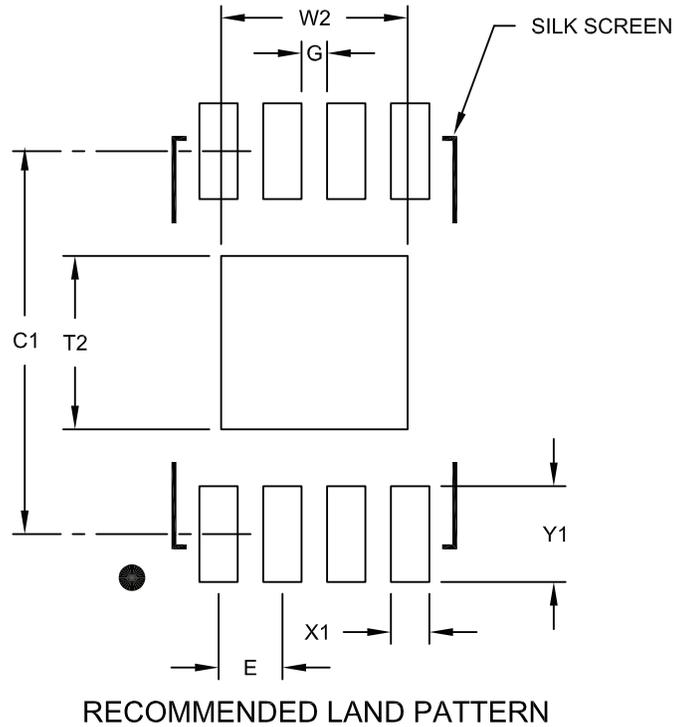 W2
SILK SCREEN
G
C1
T2
Y1
X1
E
RECOMMENDED LAND PATTERN